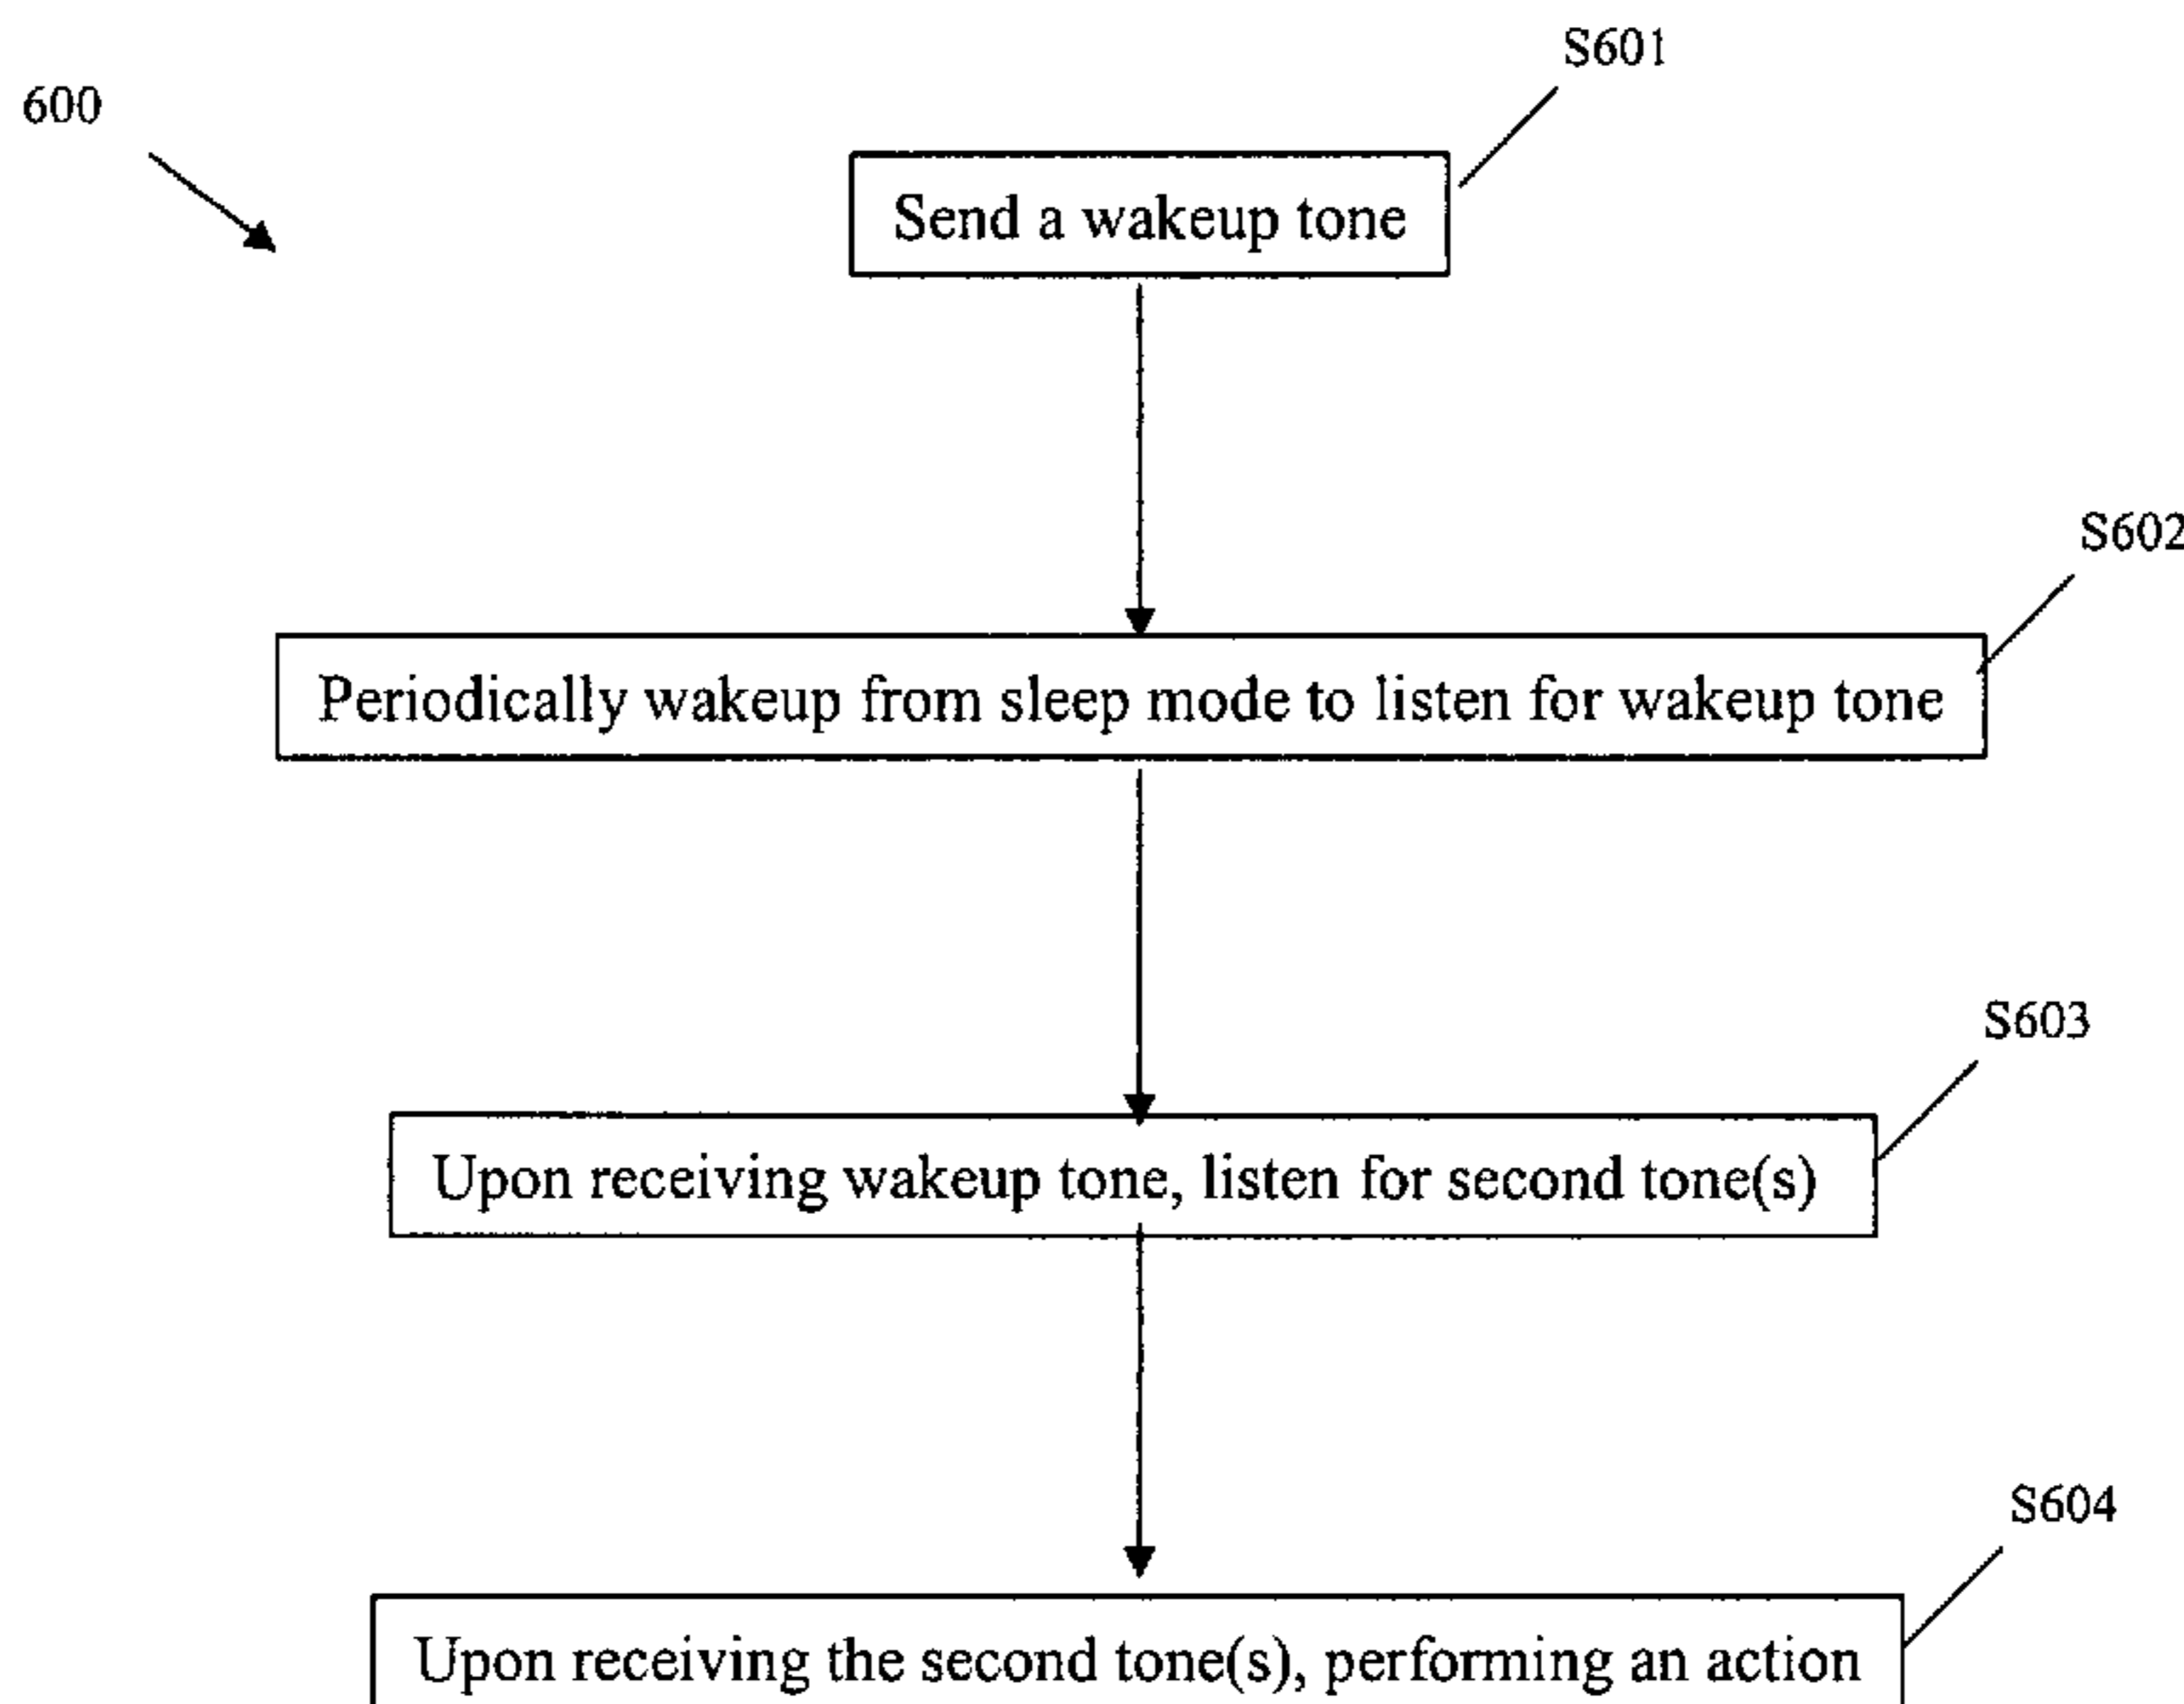 S601
600
Send a wakeup tone
S602
Periodically wakeup from sleep mode to listen for wakeup tone
S603
Upon receiving wakeup tone, listen for second tone(s)
S604
Upon receiving the second tone(s), performing an action